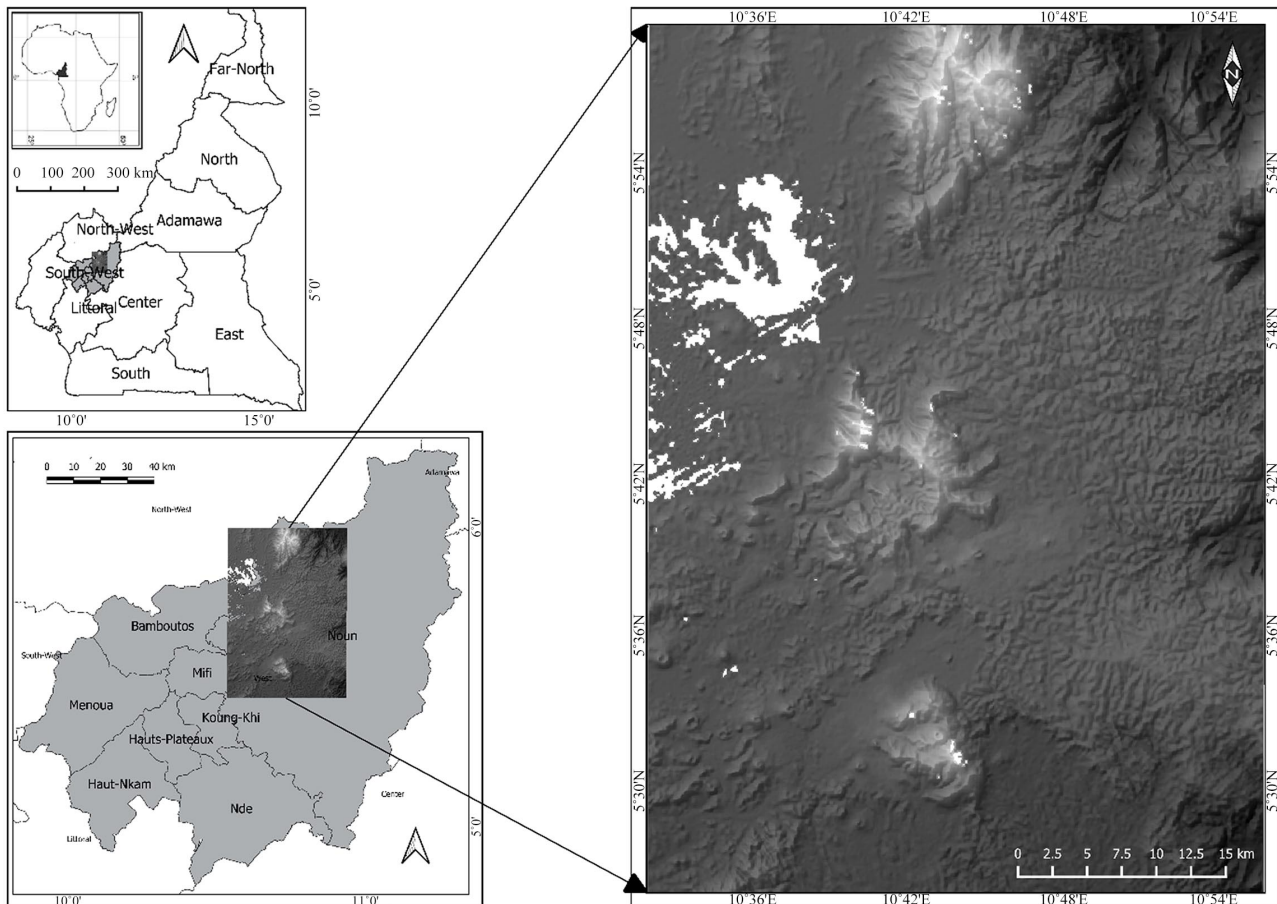 Far-North
10°0'
North
0 100 200 300 km
Adamawa
North-West
South-West
5°0'
Littoral
Center
East
South
10°0' 15°0'
0 10 20 30 40 km
Adamawa
North-West
6°0'
Bamboutos
Noun
South-West
Mifi
West
Menoua
Koung-Khi
Hauts-Plateaux
Haut-Nkam
Center
Nde
Littoral
5°0'
10°0' 11°0'
10°36'E 10°42'E 10°48'E 10°54'E
N
5°54'N 5°54'N
5°48'N 5°48'N
5°42'N 5°42'N
5°36'N 5°36'N
5°30'N 5°30'N
0 2.5 5 7.5 10 12.5 15 km
10°36'E 10°42'E 10°48'E 10°54'E